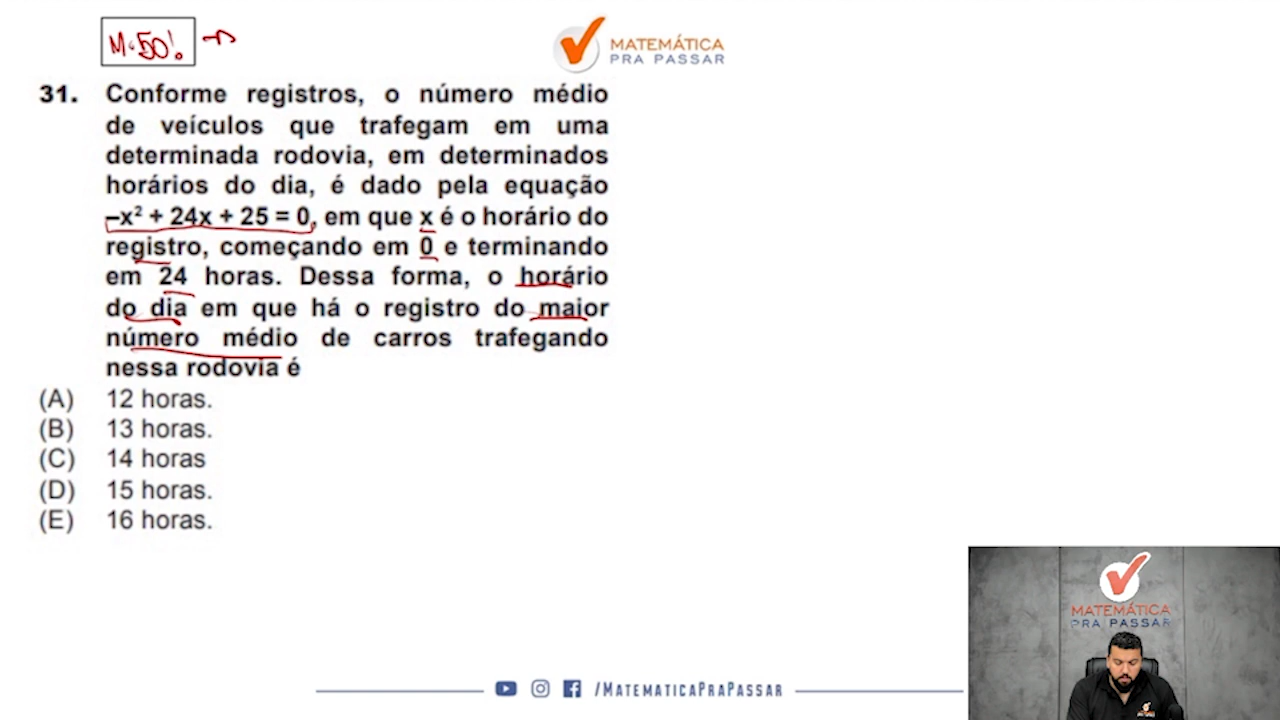 M·50!
MATEMÁTICA
PRA PASSAR
31. Conforme registros, o número médio
de veículos que trafegam em uma
determinada rodovia, em determinados
horários do dia, é dado pela equação
–x² + 24x + 25 = 0, em que x é o horário do
registro, começando em 0 e terminando
em 24 horas. Dessa forma, o horário
do dia em que há o registro do maior
número médio de carros trafegando
nessa rodovia é
(A) 12 horas.
(B) 13 horas.
(C) 14 horas
(D) 15 horas.
(E) 16 horas.
MATEMÁTICA
PRA PASSAR
/MATEMATICAPRAPASSAR